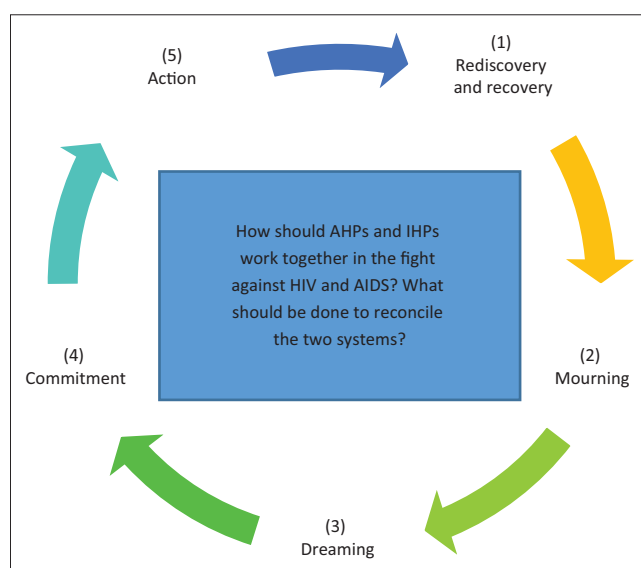 (1)
Rediscovery
and recovery
(2)
Mourning
(3)
Dreaming
(4)
Commitment
(5)
Action
How should AHPs and IHPs
work together in the fight
against HIV and AIDS? What
should be done to reconcile
the two systems?